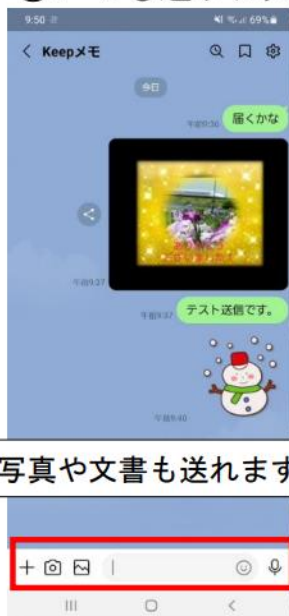 9:50
69%
< Keepメモ
今日
届くかな
午前9:36
午前9:37
テスト送信です。
午前9:37
午前9:40
写真や文書も送れます